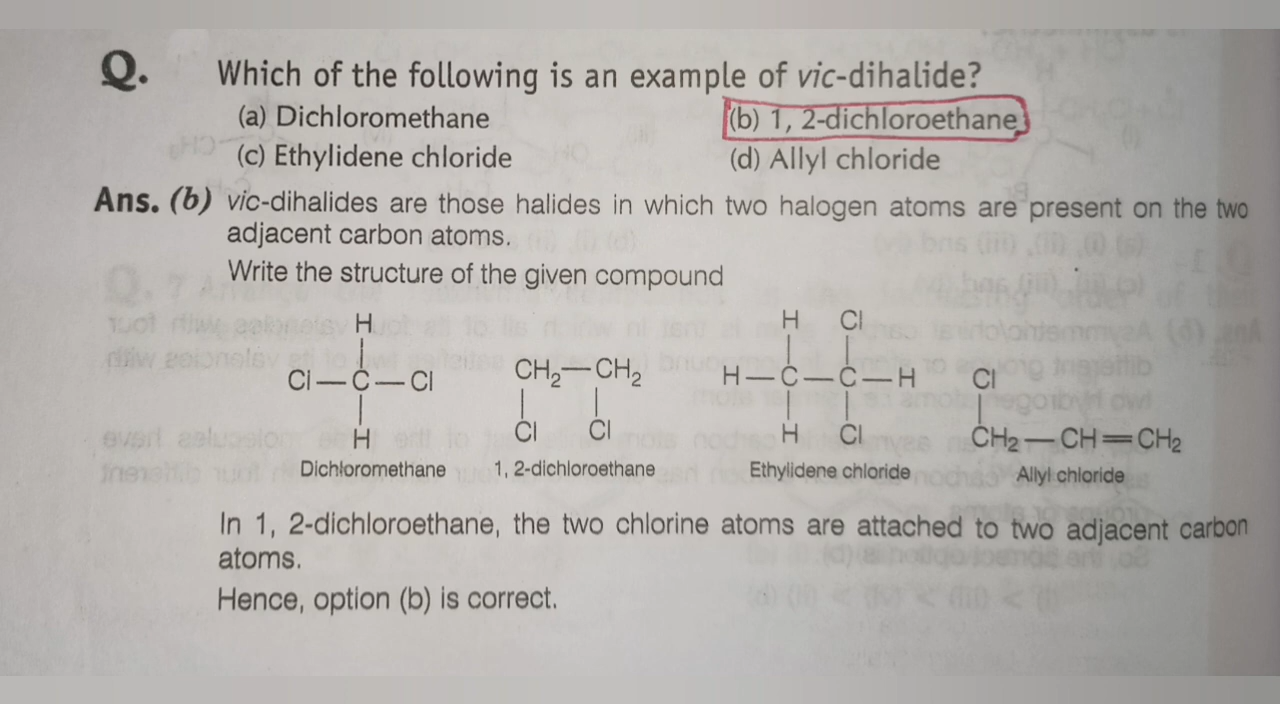 Q. Which of the following is an example of vic-dihalide?
(a) Dichloromethane (b) 1, 2-dichloroethane
(c) Ethylidene chloride (d) Allyl chloride
Ans. (b) vic-dihalides are those halides in which two halogen atoms are present on the two
adjacent carbon atoms.
Write the structure of the given compound
H H Cl
Cl—C—Cl CH₂—CH₂ H—C—C—H Cl
H Cl Cl H Cl CH₂—CH=CH₂
Dichloromethane 1, 2-dichloroethane Ethylidene chloride Allyl chloride
In 1, 2-dichloroethane, the two chlorine atoms are attached to two adjacent carbon
atoms.
Hence, option (b) is correct.